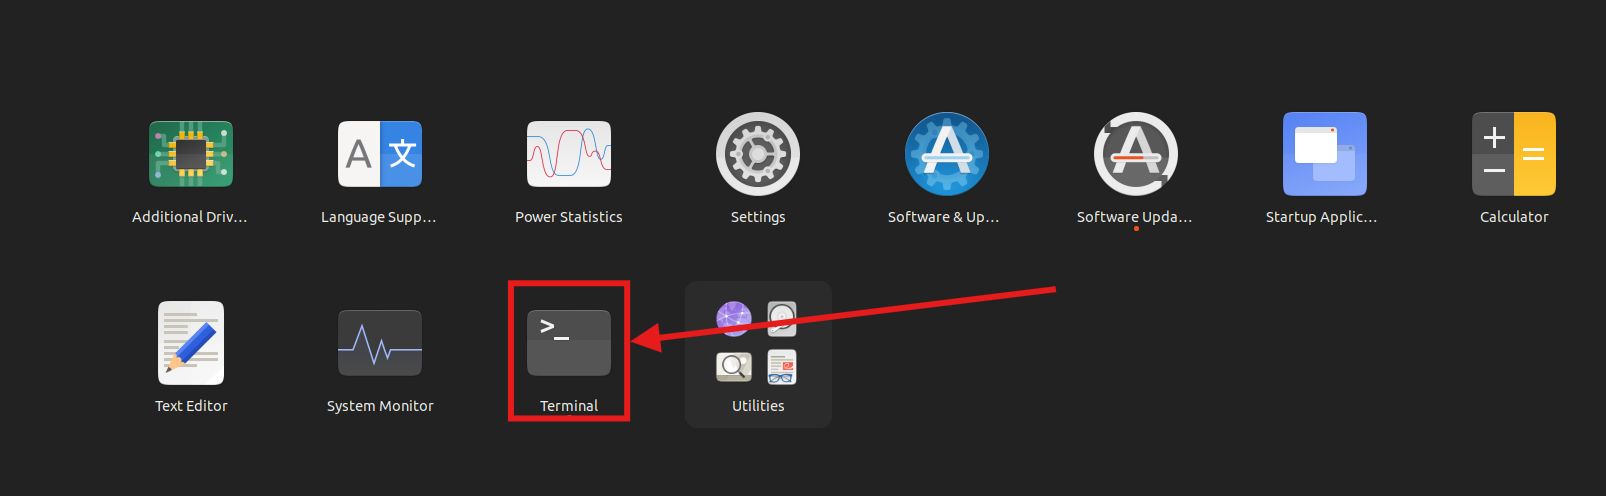 Additional Driv...
Language Supp...
Power Statistics
Settings
Software & Up...
Software Upda...
Startup Applic...
Calculator
Text Editor
System Monitor
>_
Terminal
Utilities